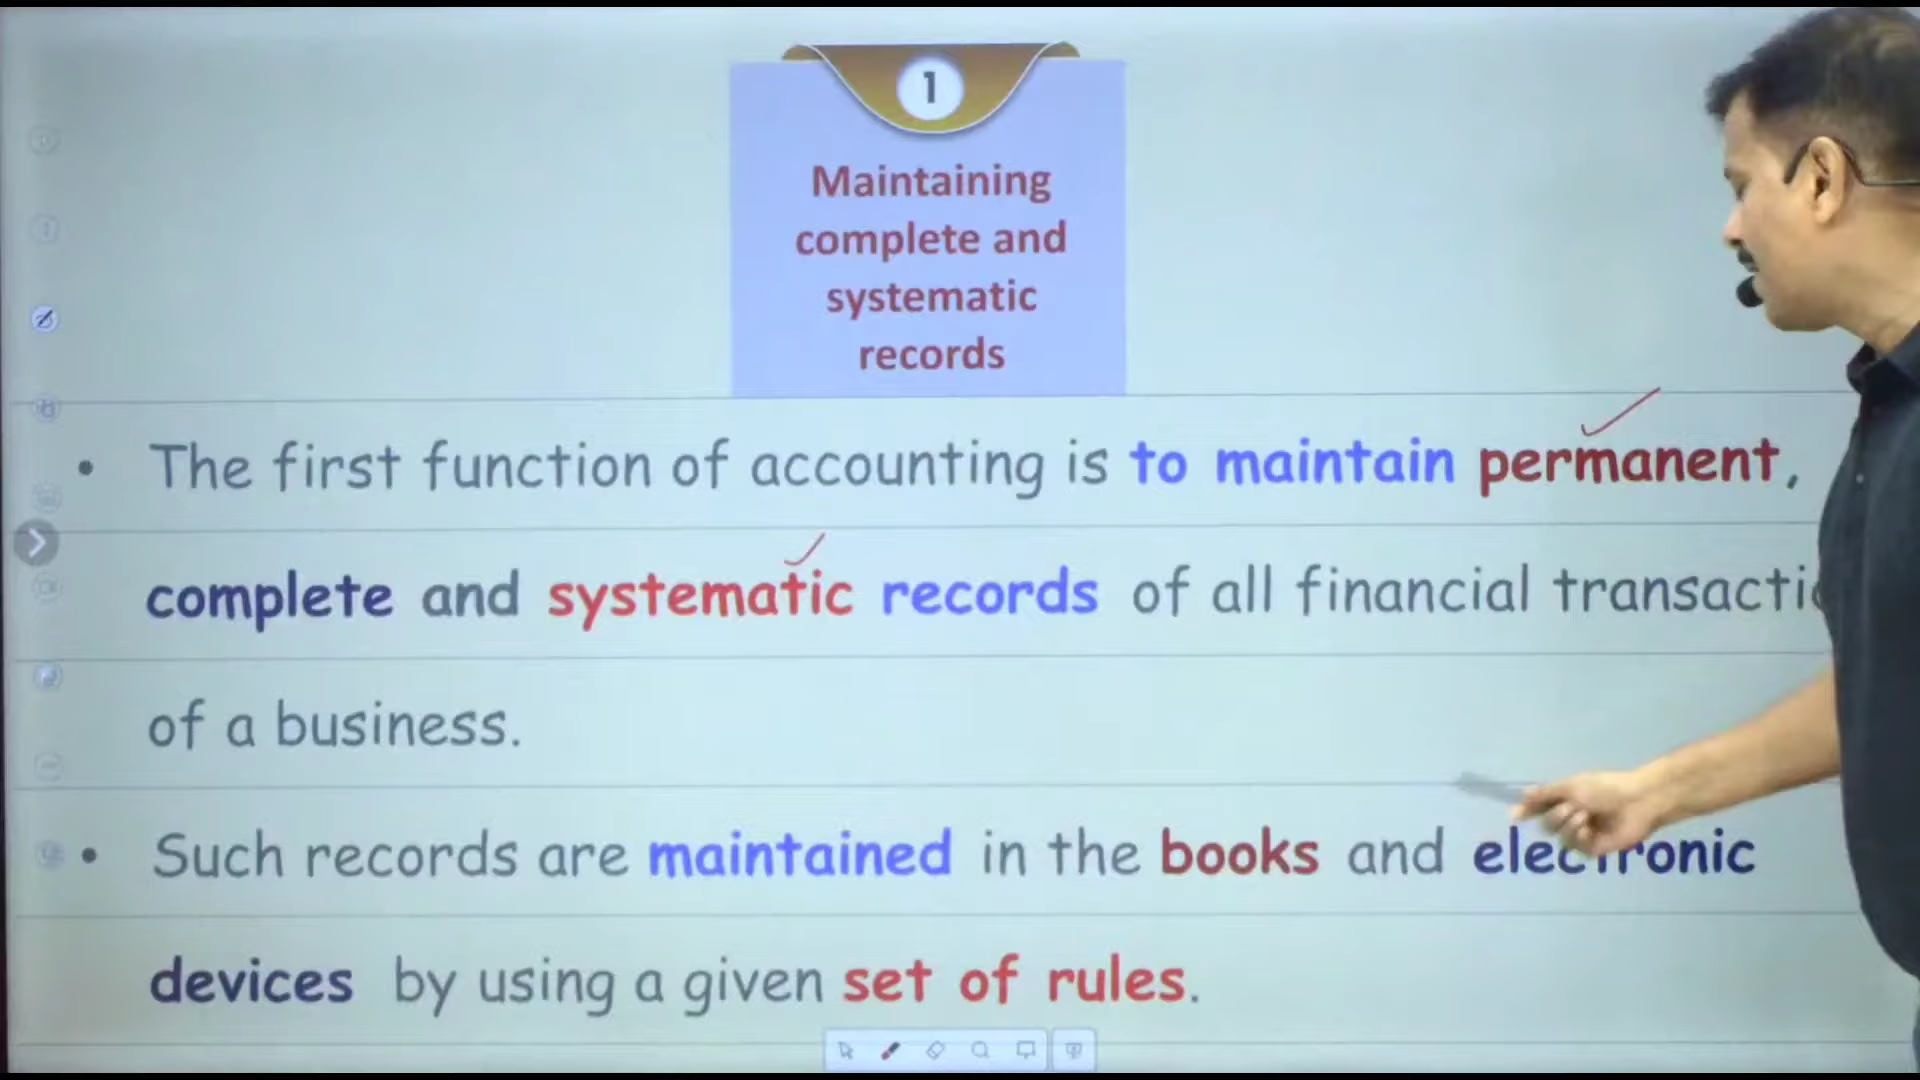 1
Maintaining
complete and
systematic
records
• The first function of accounting is to maintain permanent,
complete and systematic records of all financial
of a business.
• Such records are maintained in the books and electronic
devices by using a given set of rules.